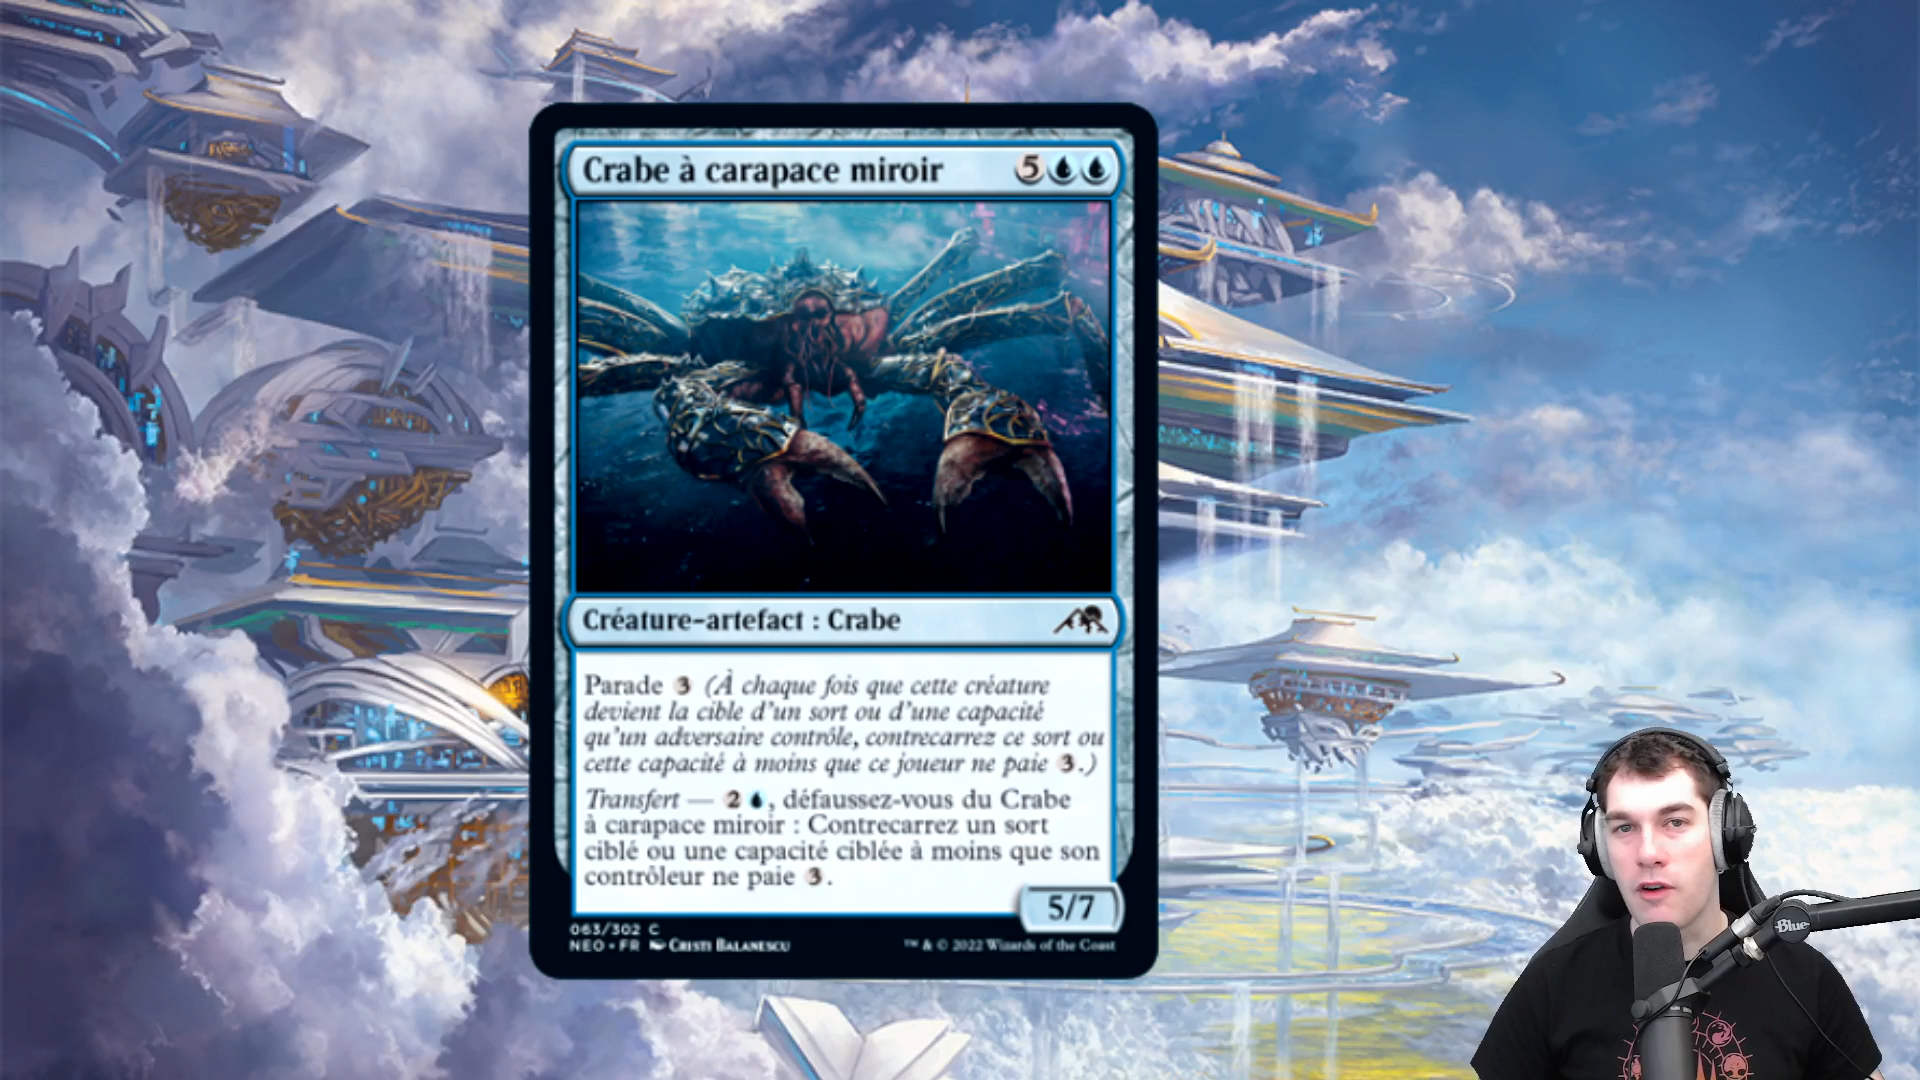 Crabe à carapace miroir 5
Créature-artefact : Crabe
Parade 3 (À chaque fois que cette créature
devient la cible d'un sort ou d'une capacité
qu'un adversaire contrôle, contrecarrez ce sort ou
cette capacité à moins que ce joueur ne paie 3.)
Transfert — 2, défaussez-vous du Crabe
à carapace miroir : Contrecarrez un sort
ciblé ou une capacité ciblée à moins que son
contrôleur ne paie 3.
5/7
063/302 C
NEO • FR Cristi Balanescu
™ & © 2022 Wizards of the Coast
Blue